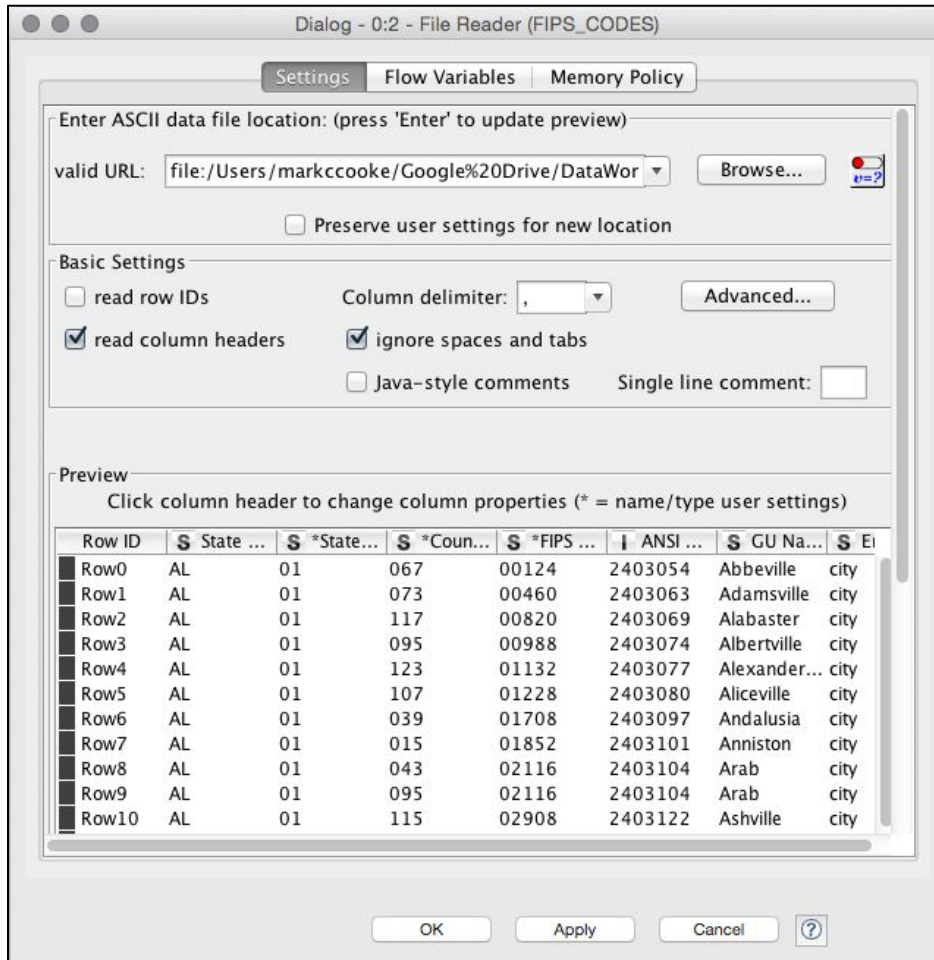 Dialog - 0:2 - File Reader (FIPS_CODES)
Settings Flow Variables Memory Policy
Enter ASCII data file location: (press 'Enter' to update preview)
valid URL: file:/Users/markccooke/Google%20Drive/DataWor Browse... v=?
Preserve user settings for new location
Basic Settings
read row IDs Column delimiter: , Advanced...
read column headers ignore spaces and tabs
Java-style comments Single line comment:
Preview
Click column header to change column properties (* = name/type user settings)
Row ID S State ... S *State... S *Coun... S *FIPS ... I ANSI ... S GU Na... S
Row0 AL 01 067 00124 2403054 Abbeville city
Row1 AL 01 073 00460 2403063 Adamsville city
Row2 AL 01 117 00820 2403069 Alabaster city
Row3 AL 01 095 00988 2403074 Albertville city
Row4 AL 01 123 01132 2403077 Alexander... city
Row5 AL 01 107 01228 2403080 Aliceville city
Row6 AL 01 039 01708 2403097 Andalusia city
Row7 AL 01 015 01852 2403101 Anniston city
Row8 AL 01 043 02116 2403104 Arab city
Row9 AL 01 095 02116 2403104 Arab city
Row10 AL 01 115 02908 2403122 Ashville city
OK Apply Cancel ?